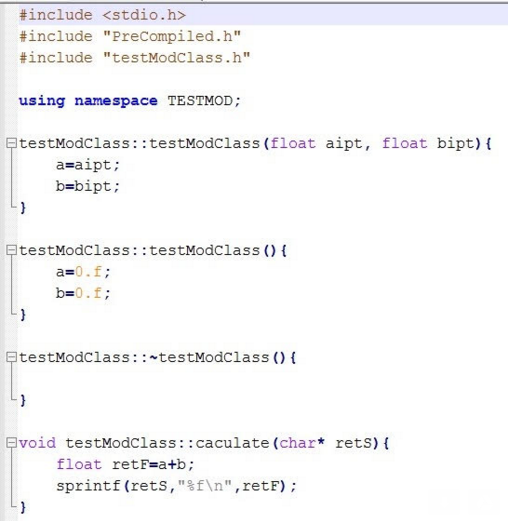 #include <stdio.h>
#include "PreCompiled.h"
#include "testModClass.h"
using namespace TESTMOD;
testModClass::testModClass(float aipt, float bipt){
a=aipt;
b=bipt;
}
testModClass::testModClass(){
a=0.f;
b=0.f;
}
testModClass::~testModClass(){
}
void testModClass::caculate(char* retS){
float retF=a+b;
sprintf(retS,"%f\n",retF);
}